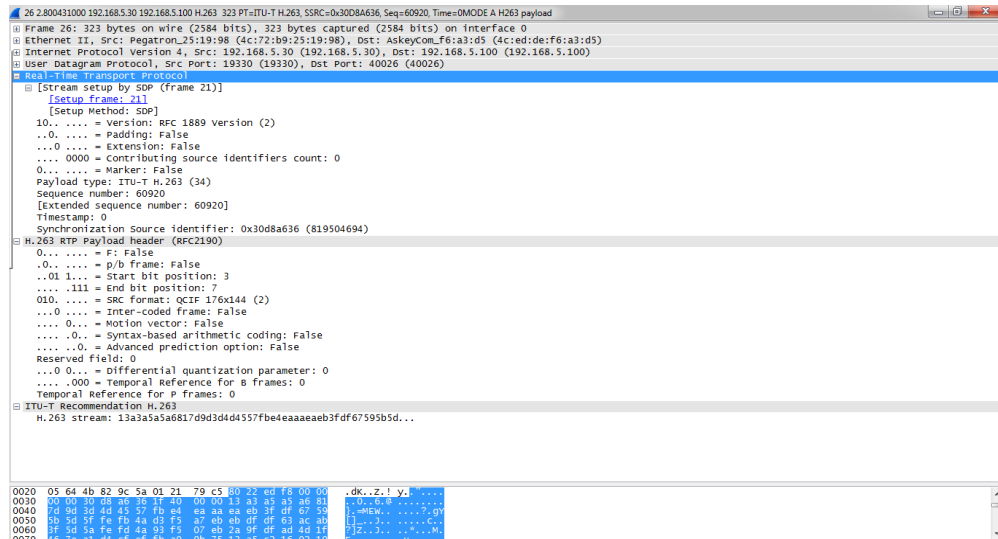 26 2.800431000 192.168.5.30 192.168.5.100 H.263 323 PT=ITU-T H.263, SSRC=0x30D8A636, Seq=60920, Time=0MODE A H263 payload
Frame 26: 323 bytes on wire (2584 bits), 323 bytes captured (2584 bits) on interface 0
Ethernet II, Src: Pegatron_25:19:98 (4c:72:b9:25:19:98), Dst: AskeyCom_f6:a3:d5 (4c:ed:de:f6:a3:d5)
Internet Protocol Version 4, Src: 192.168.5.30 (192.168.5.30), Dst: 192.168.5.100 (192.168.5.100)
User Datagram Protocol, Src Port: 19330 (19330), Dst Port: 40026 (40026)
Real-Time Transport Protocol
[Stream setup by SDP (frame 21)]
[Setup frame: 21]
[Setup Method: SDP]
10.. .... = Version: RFC 1889 Version (2)
..0. .... = Padding: False
...0 .... = Extension: False
.... 0000 = Contributing source identifiers count: 0
0... .... = Marker: False
Payload type: ITU-T H.263 (34)
Sequence number: 60920
[Extended sequence number: 60920]
Timestamp: 0
Synchronization Source identifier: 0x30d8a636 (819504694)
H.263 RTP Payload header (RFC2190)
0... .... = F: False
.0.. .... = p/b frame: False
..01 1... = Start bit position: 3
.... .111 = End bit position: 7
010. .... = SRC format: QCIF 176x144 (2)
...0 .... = Inter-coded frame: False
.... 0... = Motion vector: False
.... .0.. = Syntax-based arithmetic coding: False
.... ..0. = Advanced prediction option: False
Reserved field: 0
...0 0... = Differential quantization parameter: 0
.... .000 = Temporal Reference for B frames: 0
Temporal Reference for P frames: 0
ITU-T Recommendation H.263
H.263 stream: 13a3a5a5a6817d9d3d4d4557fbe4eaaaeaeb3fdf67595b5d...
0020 05 64 4b 82 9c 5a 01 21 79 c5 80 22 ed f8 00 00 .dK..Z.! y.."....
0030 00 00 30 d8 a6 36 1f 40 00 00 13 a3 a5 a5 a6 81 ..0..6.@ ........
0040 7d 9d 3d 4d 45 57 fb e4 ea aa ea eb 3f df 67 59 }.=MEW.. ....?.gY
0050 5b 5d 5f fe fb 4a d3 f5 a7 eb eb df df 63 ac ab []_..J.. .....c..
0060 3f 5d 5a fe fd 4a 93 f5 07 eb 2a 9f df ad 4d 1f ?]Z..J.. ..*...M.
0070